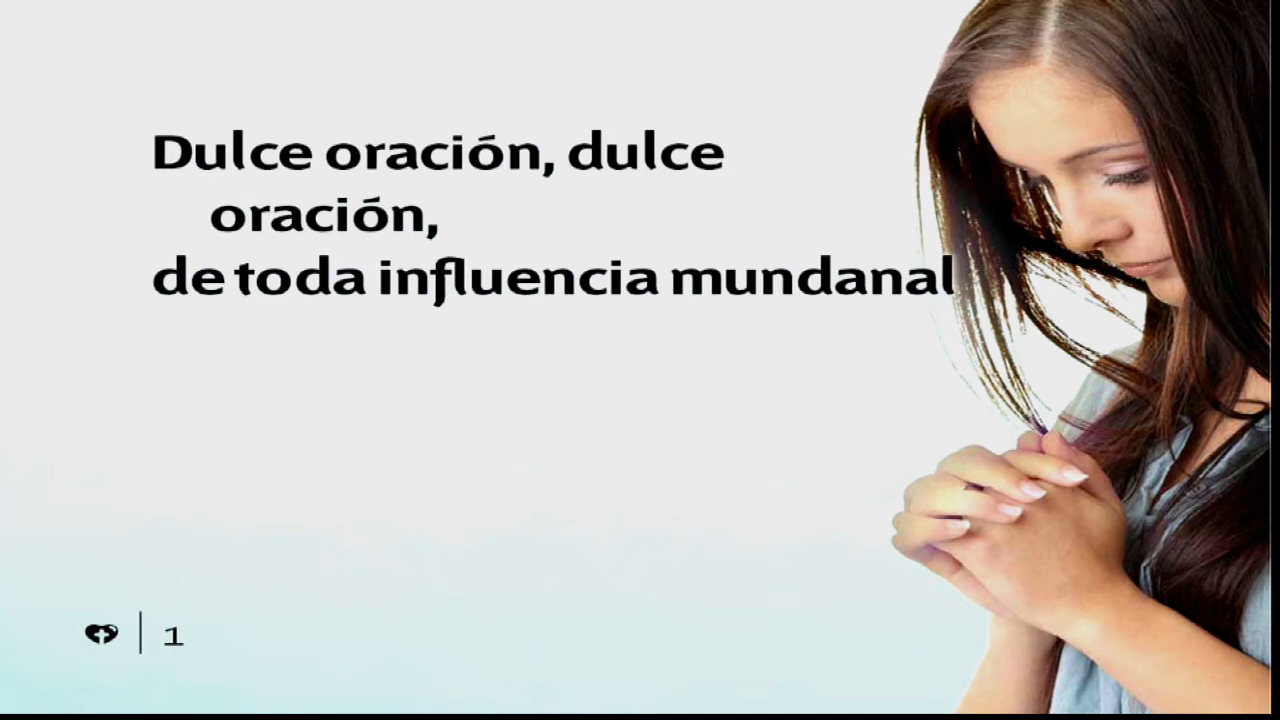 Dulce oración, dulce
oración,
de toda influencia mundanal
1